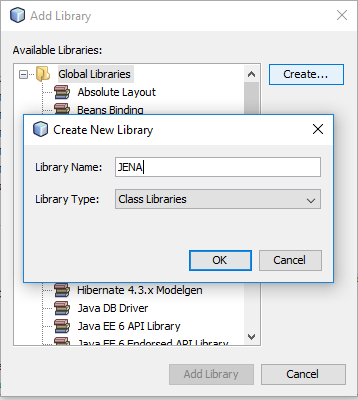 Add Library
Available Libraries:
Global Libraries
Create...
Absolute Layout
Beans Binding
Create New Library
Library Name: JENA
Library Type: Class Libraries
OK Cancel
Hibernate 4.3.x Modelgen
Java DB Driver
Java EE 6 API Library
Java EE 6 Endorsed API Library
Add Library Cancel